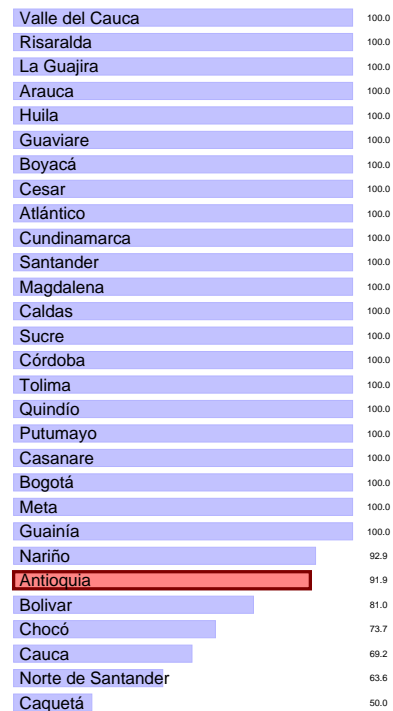 Valle del Cauca 100.0
Risaralda 100.0
La Guajira 100.0
Arauca 100.0
Huila 100.0
Guaviare 100.0
Boyacá 100.0
Cesar 100.0
Atlántico 100.0
Cundinamarca 100.0
Santander 100.0
Magdalena 100.0
Caldas 100.0
Sucre 100.0
Córdoba 100.0
Tolima 100.0
Quindío 100.0
Putumayo 100.0
Casanare 100.0
Bogotá 100.0
Meta 100.0
Guainía 100.0
Nariño 92.9
Antioquia 91.9
Bolivar 81.0
Chocó 73.7
Cauca 69.2
Norte de Santander 63.6
Caquetá 50.0